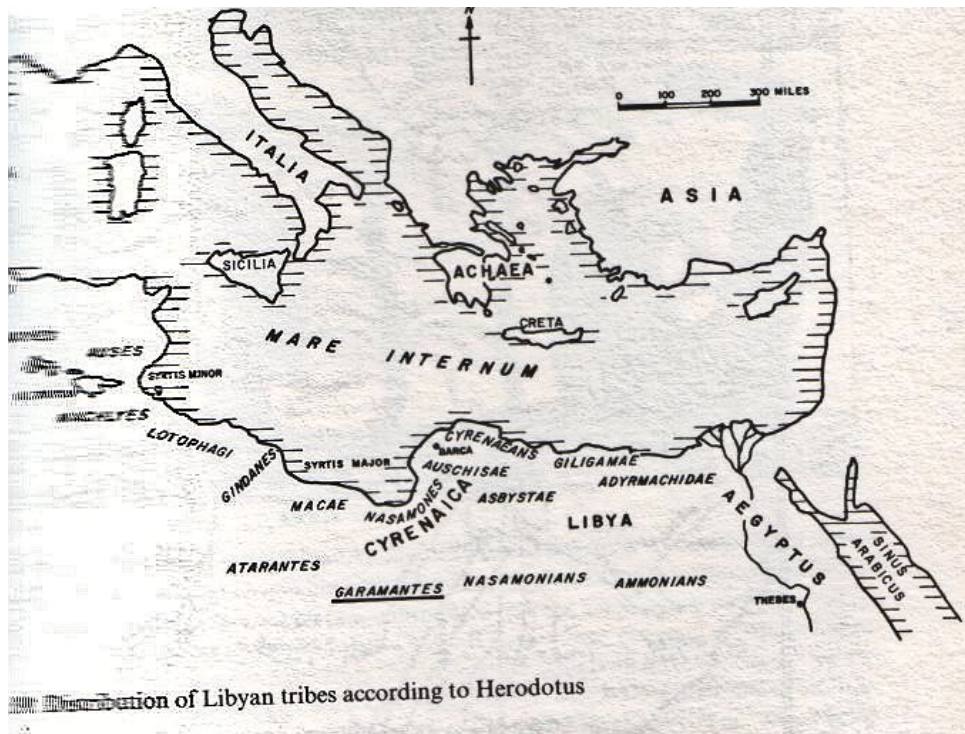 N
0 100 200 300 MILES
ITALIA
ASIA
SICILIA
ACHAEA
CRETA
MARE INTERNUM
SYRTIS MINOR
LOTOPHAGI
GINDANES
SYRTIS MAJOR
MACAE
NASAMONES
CYRENAICA
CYRENAEANS
BARCA
AUSCHISAE
ASBYSTAE
GILIGAMAE
ADYRMACHIDAE
LIBYA
AEGYPTUS
SINUS
ARABICUS
ATARANTES
GARAMANTES
NASAMONIANS
AMMONIANS
THEBES
of Libyan tribes according to Herodotus